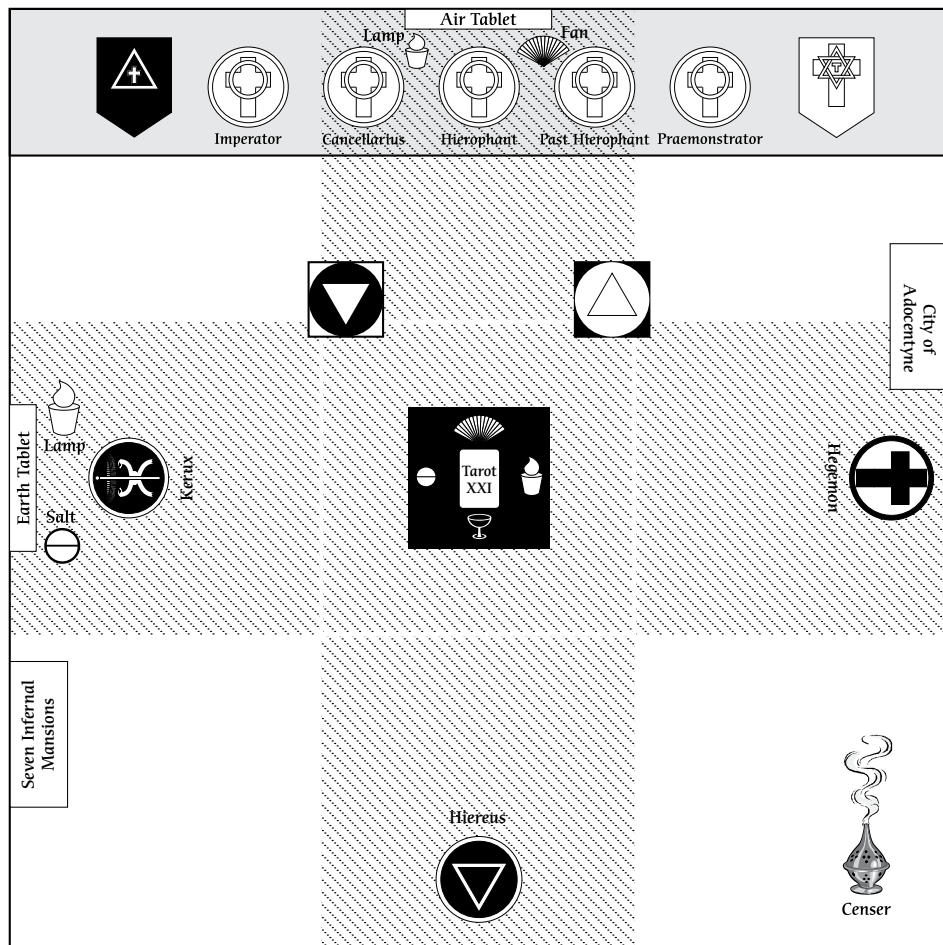 Air Tablet
Lamp
Fan
Imperator
Cancellarius
Hierophant
Past Hierophant
Praemonstrator
City of
Adocentyne
Earth Tablet
Lamp
Kerux
Salt
Tarot
XXI
Hegemon
Seven Infernal
Mansions
Hiereus
Censer